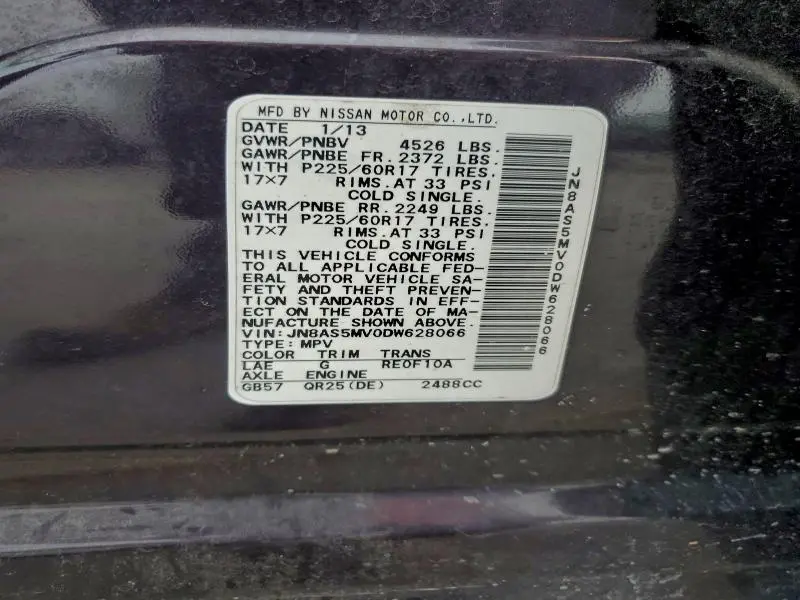 MFD BY NISSAN MOTOR CO.,LTD.
DATE 1/13
GVWR/PNBV 4526 LBS.
GAWR/PNBE FR. 2372 LBS.
WITH P225/60R17 TIRES.
17×7 RIMS.AT 33 PSI
COLD SINGLE.
GAWR/PNBE RR. 2249 LBS.
WITH P225/60R17 TIRES.
17×7 RIMS.AT 33 PSI
COLD SINGLE.
THIS VEHICLE CONFORMS
TO ALL APPLICABLE FED-
ERAL MOTOR VEHICLE SA-
FETY AND THEFT PREVEN-
TION STANDARDS IN EFF-
ECT ON THE DATE OF MA-
NUFACTURE SHOWN ABOVE.
VIN:JN8AS5MV0DW628066
TYPE:MPV
COLOR TRIM TRANS
LAE G RE0F10A
AXLE ENGINE
GB57 QR25(DE) 2488CC
JN8AS5MV0DW628066